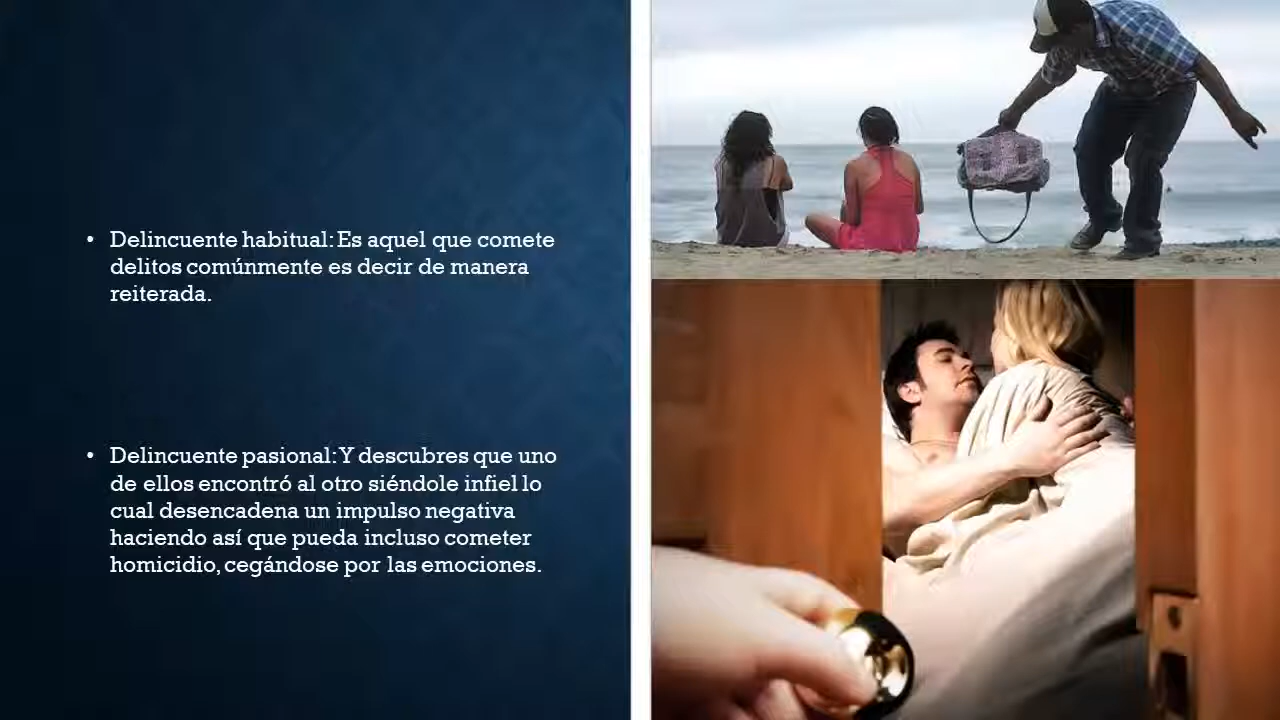 • Delincuente habitual: Es aquel que comete
delitos comúnmente es decir de manera
reiterada.
• Delincuente pasional: Y descubres que uno
de ellos encontró al otro siéndole infiel lo
cual desencadena un impulso negativa
haciendo así que pueda incluso cometer
homicidio, cegándose por las emociones.